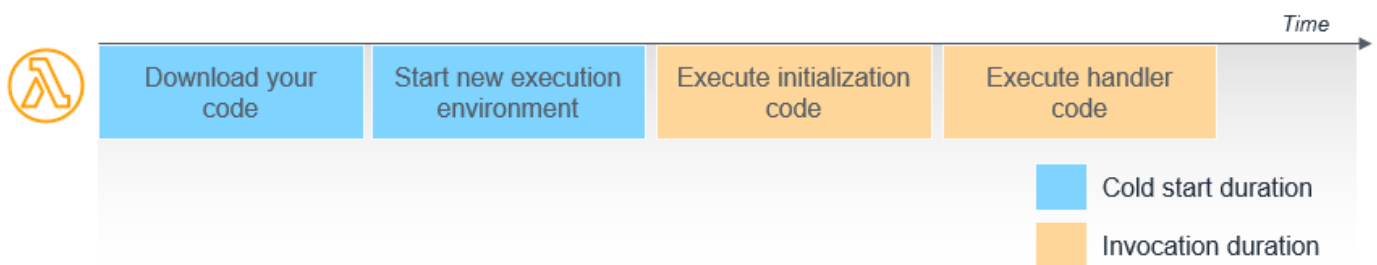 Time
Download your
code
Start new execution
environment
Execute initialization
code
Execute handler
code
Cold start duration
Invocation duration